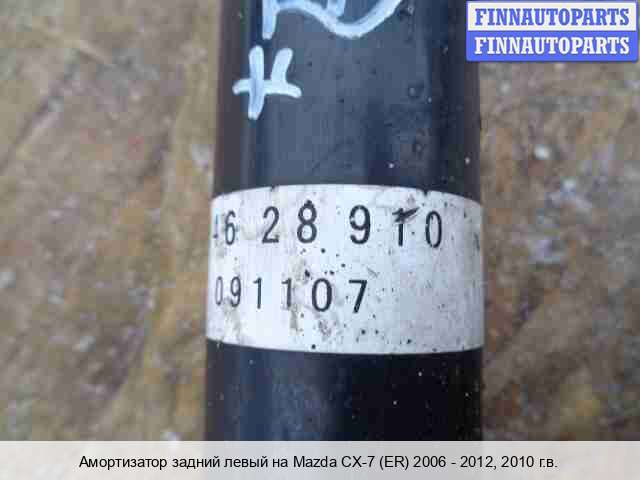 FINNAUTOPARTS
FINNAUTOPARTS
46 28 910
091107
Амортизатор задний левый на Mazda CX-7 (ER) 2006 - 2012, 2010 г.в.